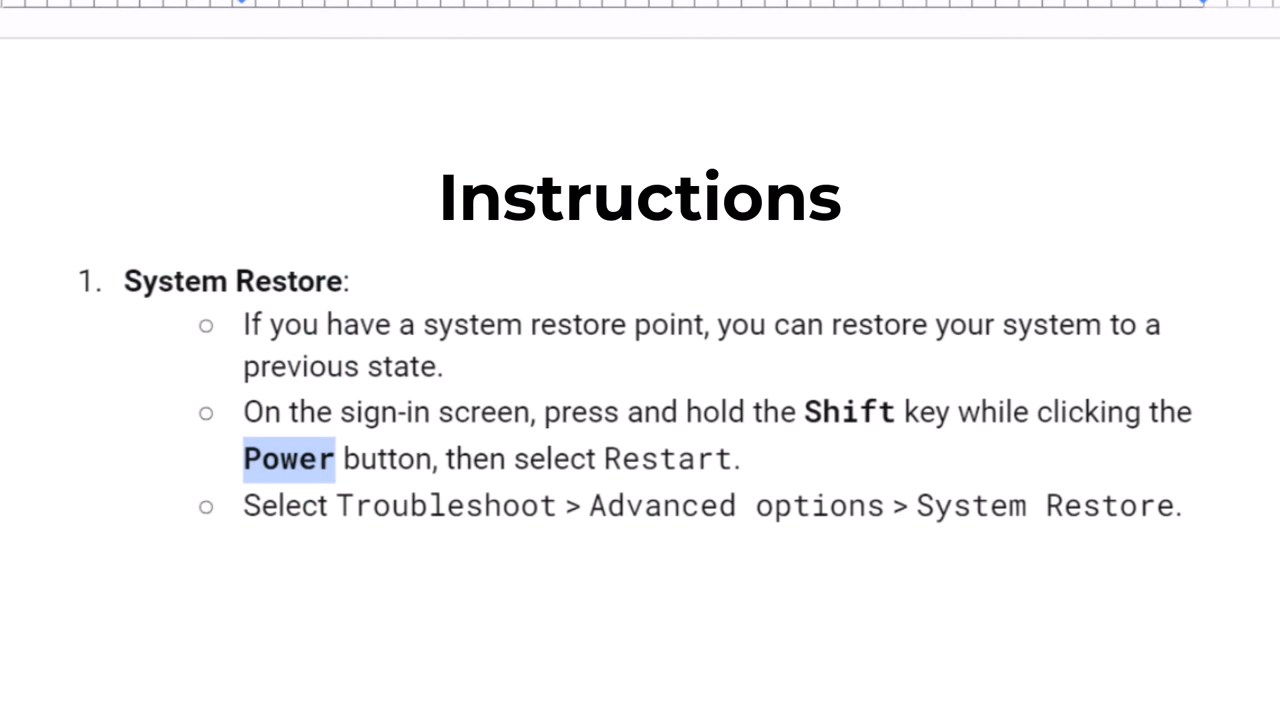 Instructions
1. System Restore:
○ If you have a system restore point, you can restore your system to a
previous state.
○ On the sign-in screen, press and hold the Shift key while clicking the
Power button, then select Restart.
○ Select Troubleshoot > Advanced options > System Restore.